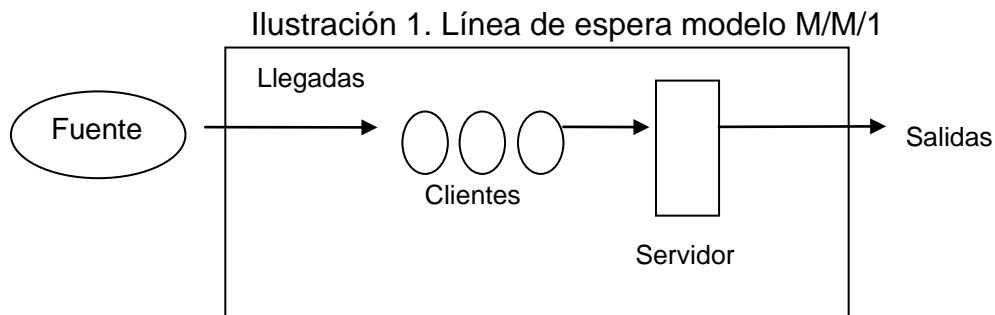 Ilustración 1. Línea de espera modelo M/M/1
Llegadas
Fuente
Salidas
Clientes
Servidor